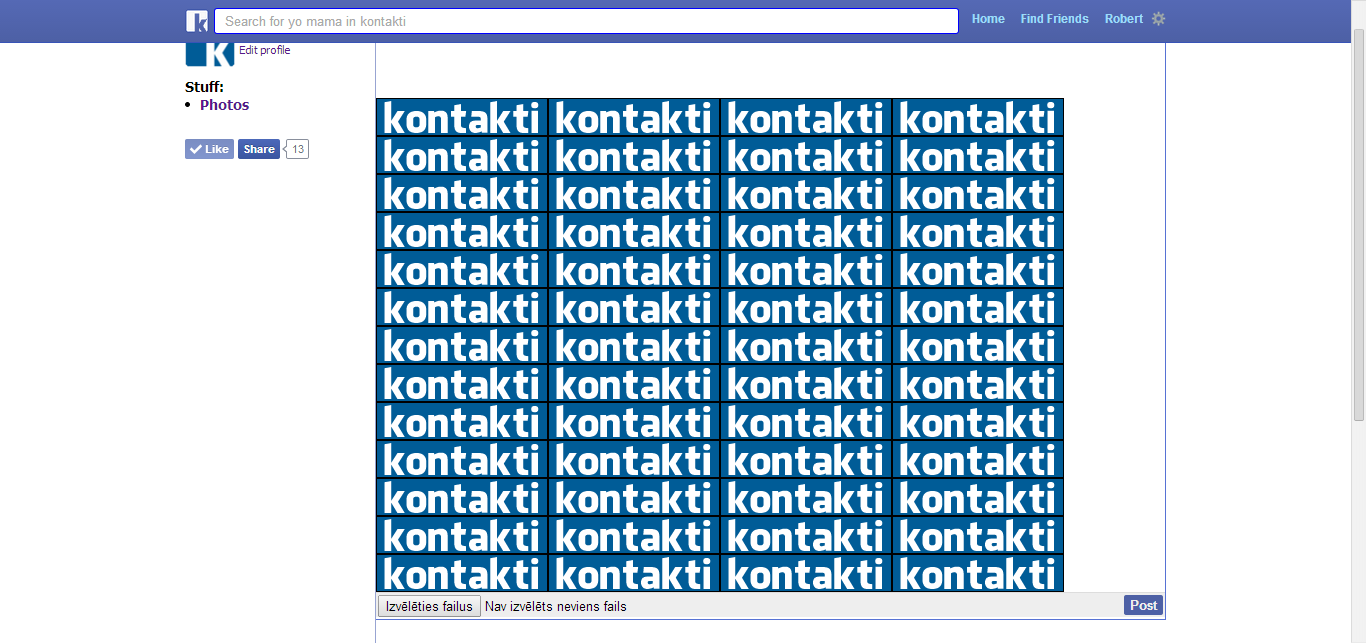 k Search for yo mama in kontakti Home Find Friends Robert
k Edit profile
Stuff:
• Photos
Like Share 13
kontakti kontakti kontakti kontakti
kontakti kontakti kontakti kontakti
kontakti kontakti kontakti kontakti
kontakti kontakti kontakti kontakti
kontakti kontakti kontakti kontakti
kontakti kontakti kontakti kontakti
kontakti kontakti kontakti kontakti
kontakti kontakti kontakti kontakti
kontakti kontakti kontakti kontakti
kontakti kontakti kontakti kontakti
kontakti kontakti kontakti kontakti
kontakti kontakti kontakti kontakti
kontakti kontakti kontakti kontakti
Izvēlēties failus Nav izvēlēts neviens fails Post